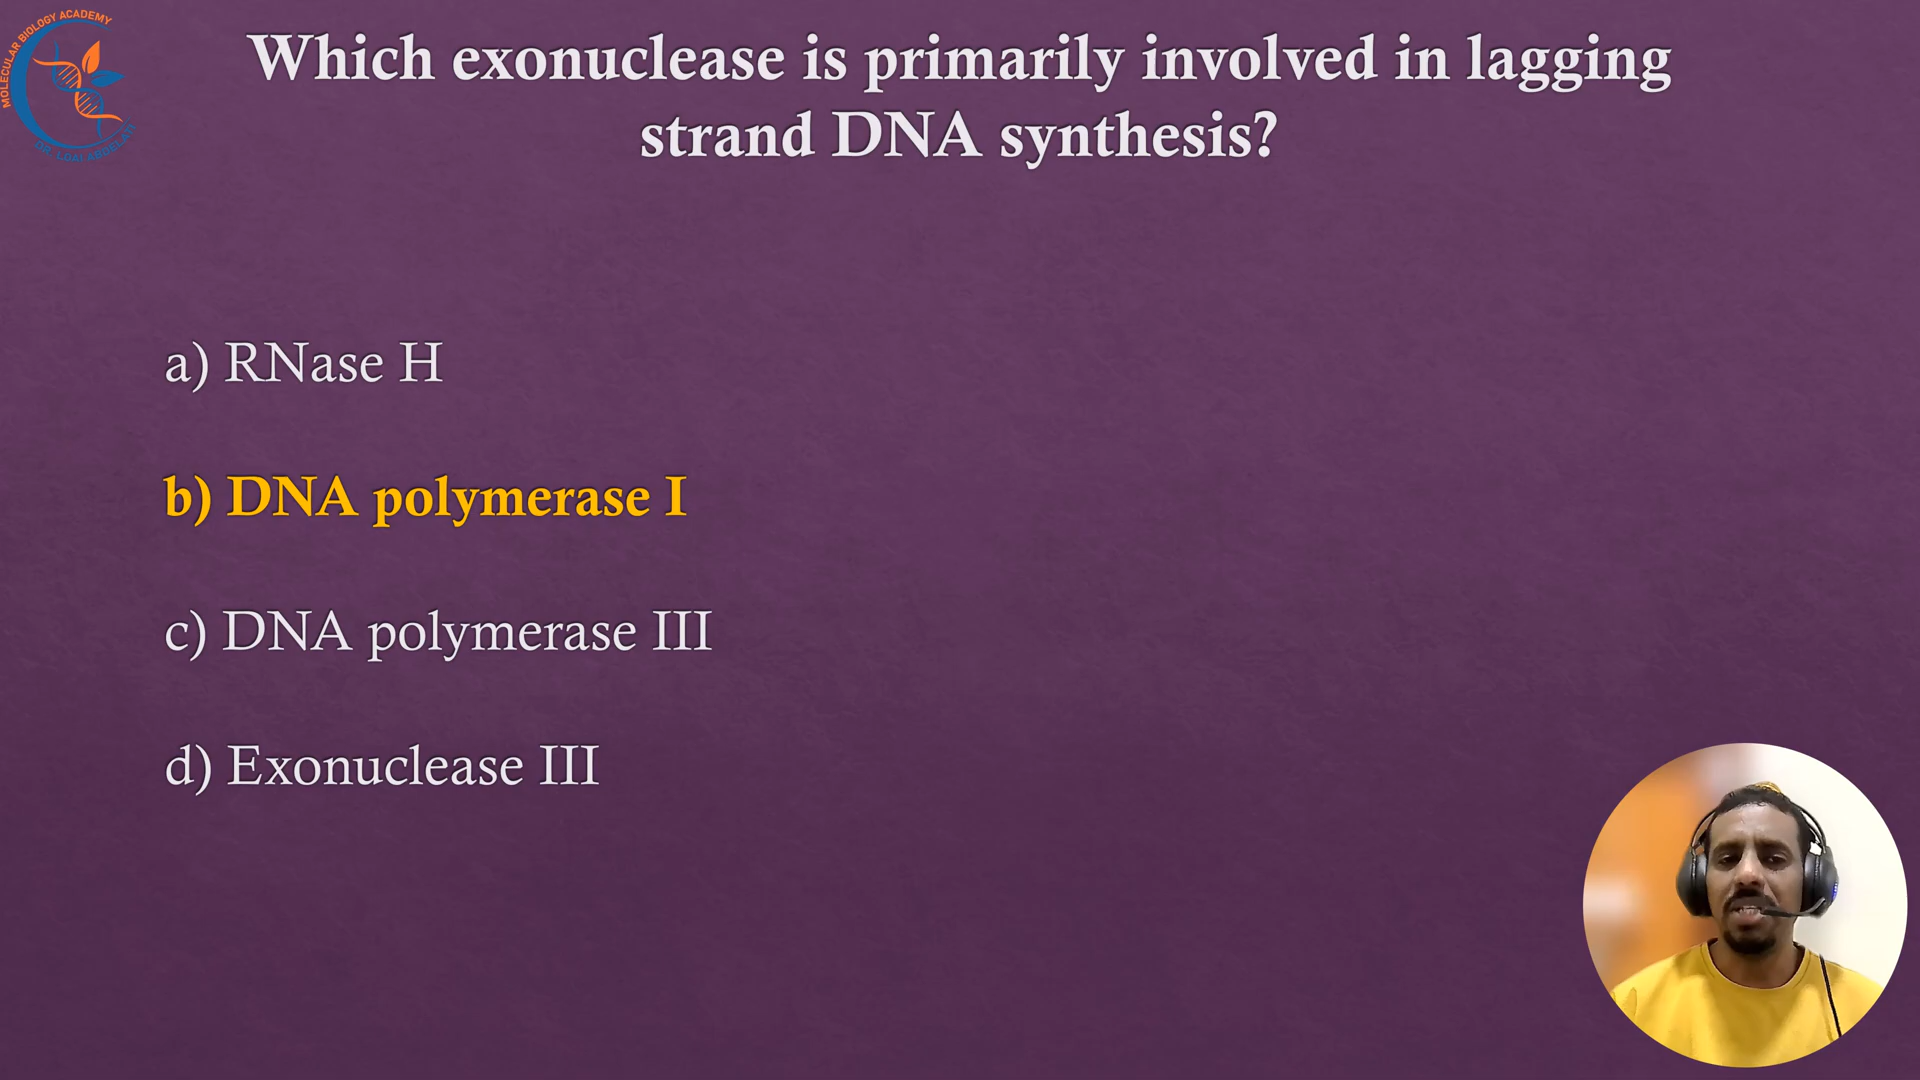 MOLECULAR BIOLOGY ACADEMY
Which exonuclease is primarily involved in lagging
strand DNA synthesis?
a) RNase H
b) DNA polymerase I
c) DNA polymerase III
d) Exonuclease III